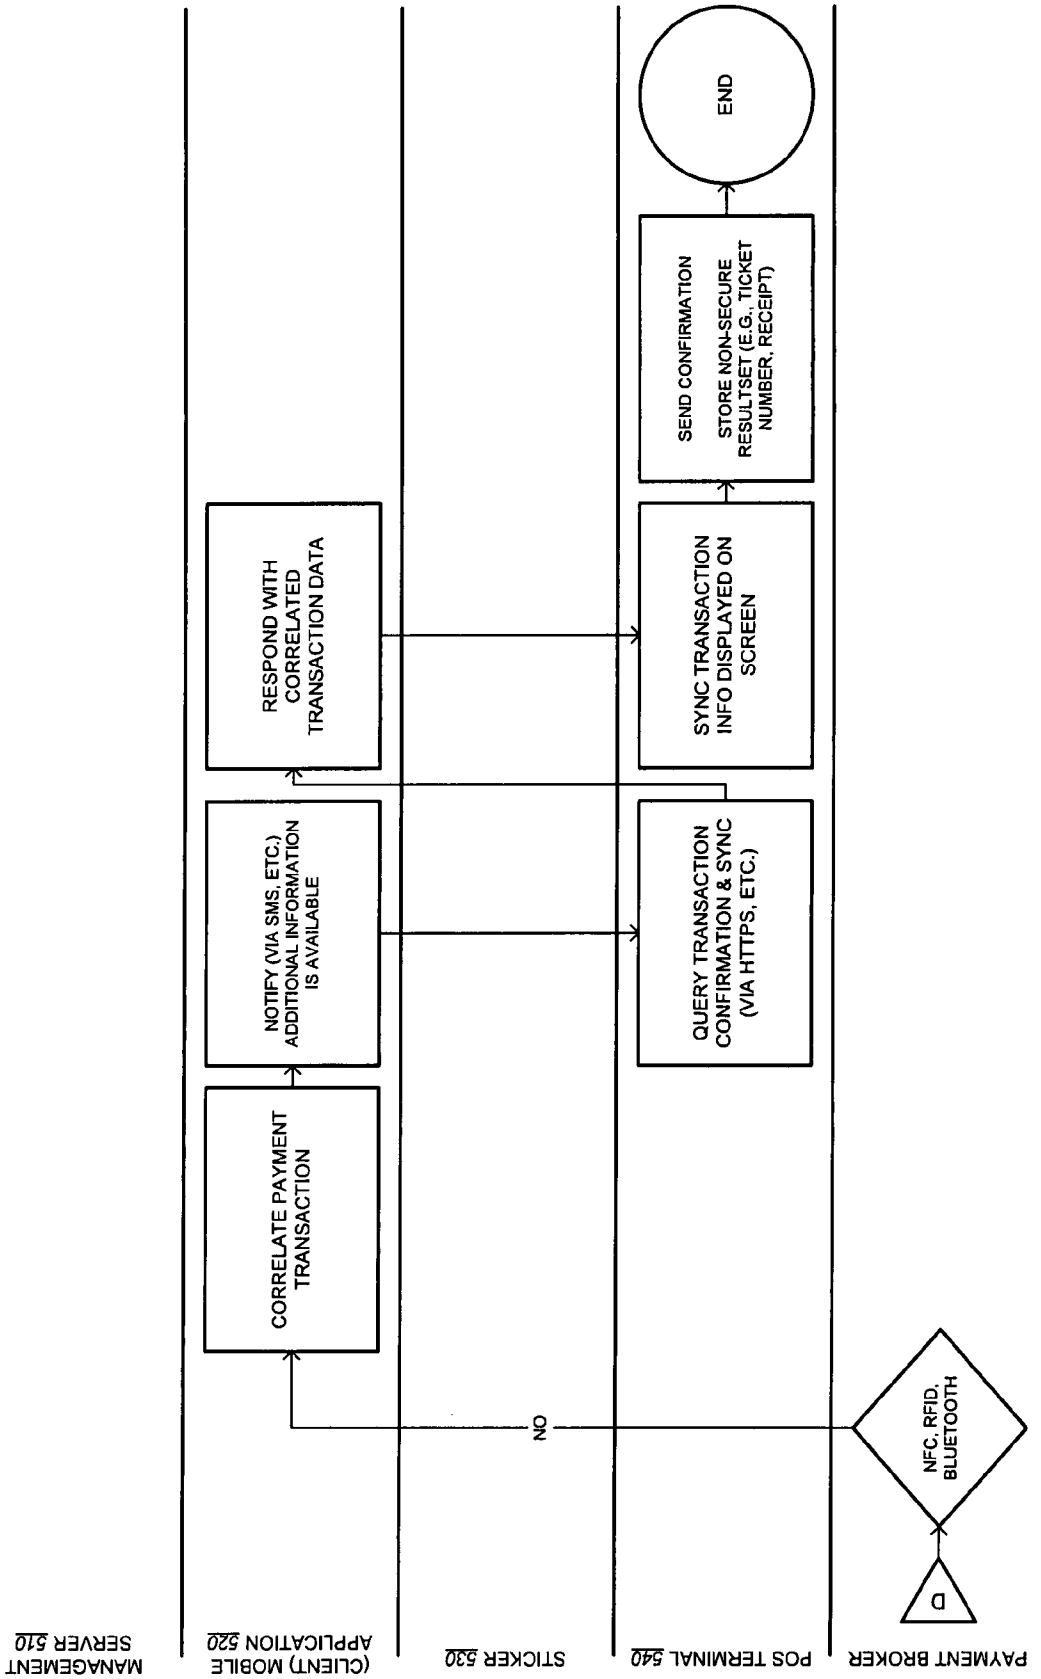 MANAGEMENT
SERVER 510
(CLIENT) MOBILE
APPLICATION 520
STICKER 530
POS TERMINAL 540
PAYMENT BROKER
D
NFC, RFID,
BLUETOOTH
NO
CORRELATE PAYMENT
TRANSACTION
NOTIFY (VIA SMS, ETC.)
ADDITIONAL INFORMATION
IS AVAILABLE
QUERY TRANSACTION
CONFIRMATION & SYNC
(VIA HTTPS, ETC.)
RESPOND WITH
CORRELATED
TRANSACTION DATA
SYNC TRANSACTION
INFO DISPLAYED ON
SCREEN
SEND CONFIRMATION
STORE NON-SECURE
RESULTSET (E.G., TICKET
NUMBER, RECEIPT)
END